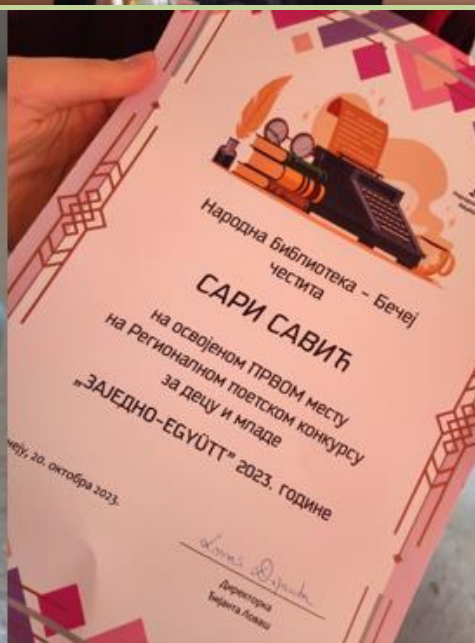 Народна библиотека – Бечеј
честита
САРИ САВИЋ
на освојеном ПРВОМ месту
на Регионалном поетском конкурсу
за децу и младе
„ЗАЈЕДНО-EGYÜTT” 2023. године
20. октобра 2023.
Директорка
Ловаш